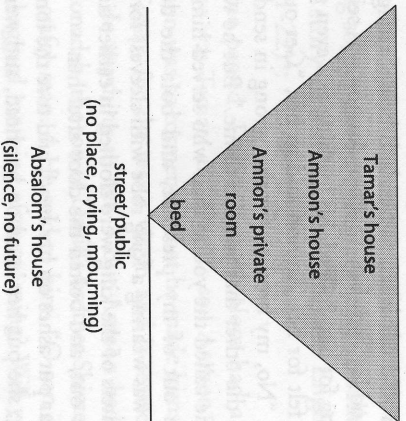 Tamar's house
Amnon's house
Amnon's private
room
bed
street/public
(no place, crying, mourning)
Absalom's house
(silence, no future)